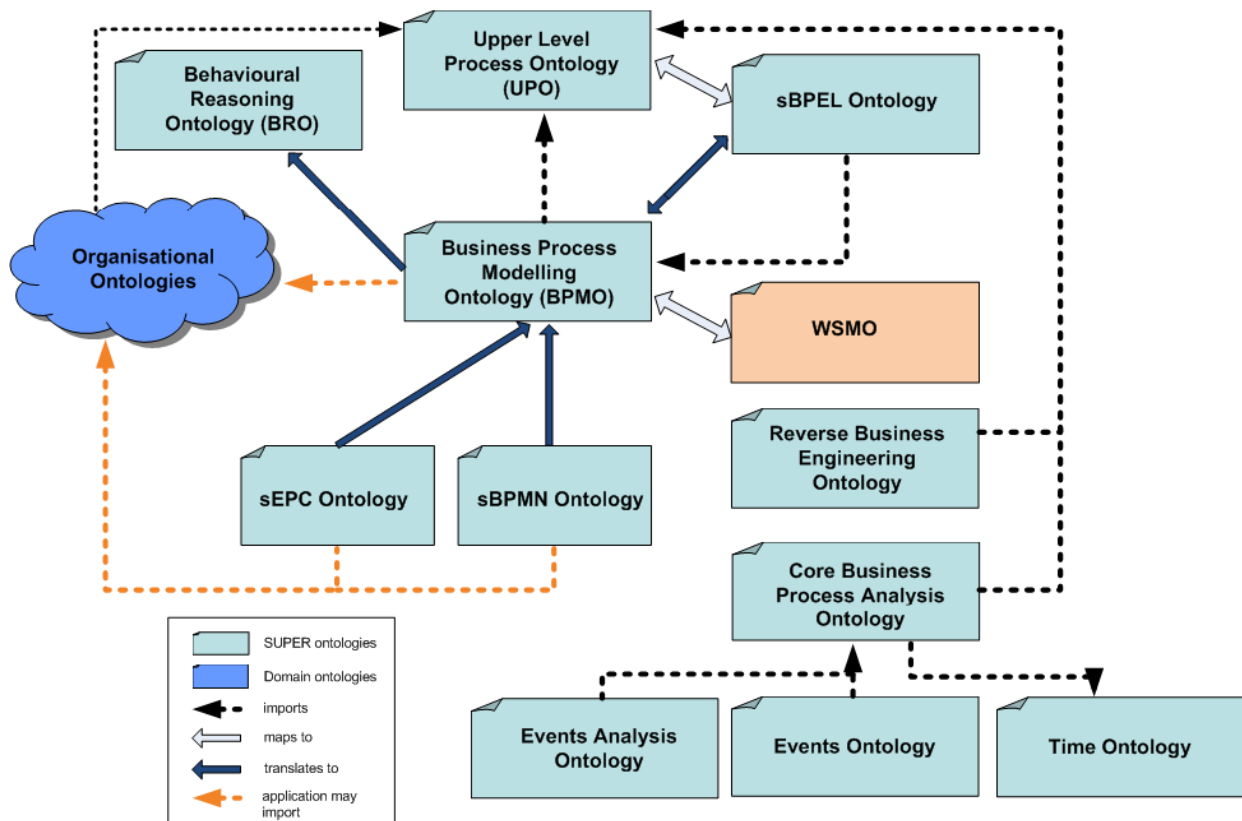 Upper Level
Process Ontology
(UPO)
Behavioural
Reasoning
Ontology (BRO)
sBPEL Ontology
Organisational
Ontologies
Business Process
Modelling
Ontology (BPMO)
WSMO
Reverse Business
Engineering
Ontology
sEPC Ontology
sBPMN Ontology
Core Business
Process Analysis
Ontology
Events Analysis
Ontology
Events Ontology
Time Ontology
SUPER ontologies
Domain ontologies
imports
maps to
translates to
application may
import